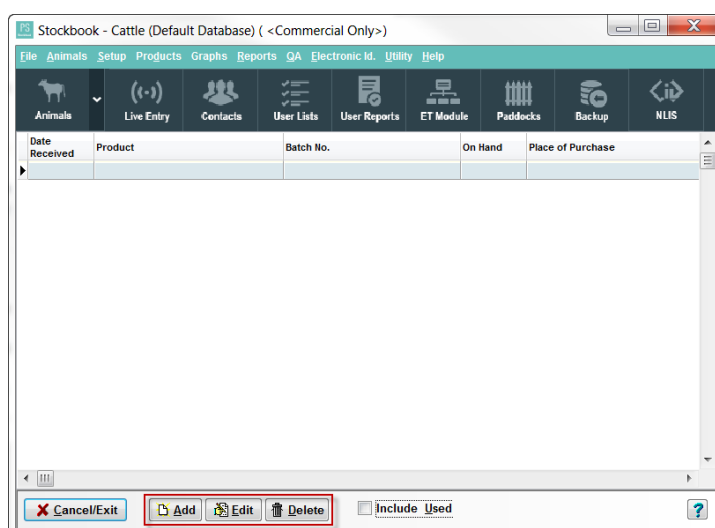 PS
Stockbook - Cattle (Default Database) ( <Commercial Only>)
File Animals Setup Products Graphs Reports QA Electronic Id. Utility Help
Animals Live Entry Contacts User Lists User Reports ET Module Paddocks Backup NLIS
Date Received Product Batch No. On Hand Place of Purchase
Cancel/Exit Add Edit Delete Include Used ?